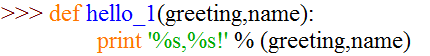 >>> def hello_1(greeting,name):
print '%s,%s!' % (greeting,name)